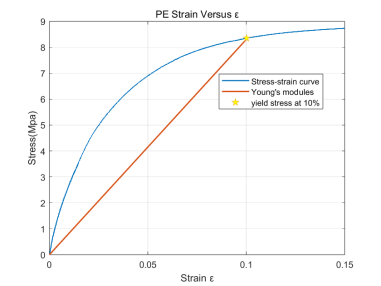 PE Strain Versus ε
9
8
7
6
5
4
3
2
1
0
Stress(Mpa)
Stress-strain curve
Young's modules
yield stress at 10%
0 0.05 0.1 0.15
Strain ε